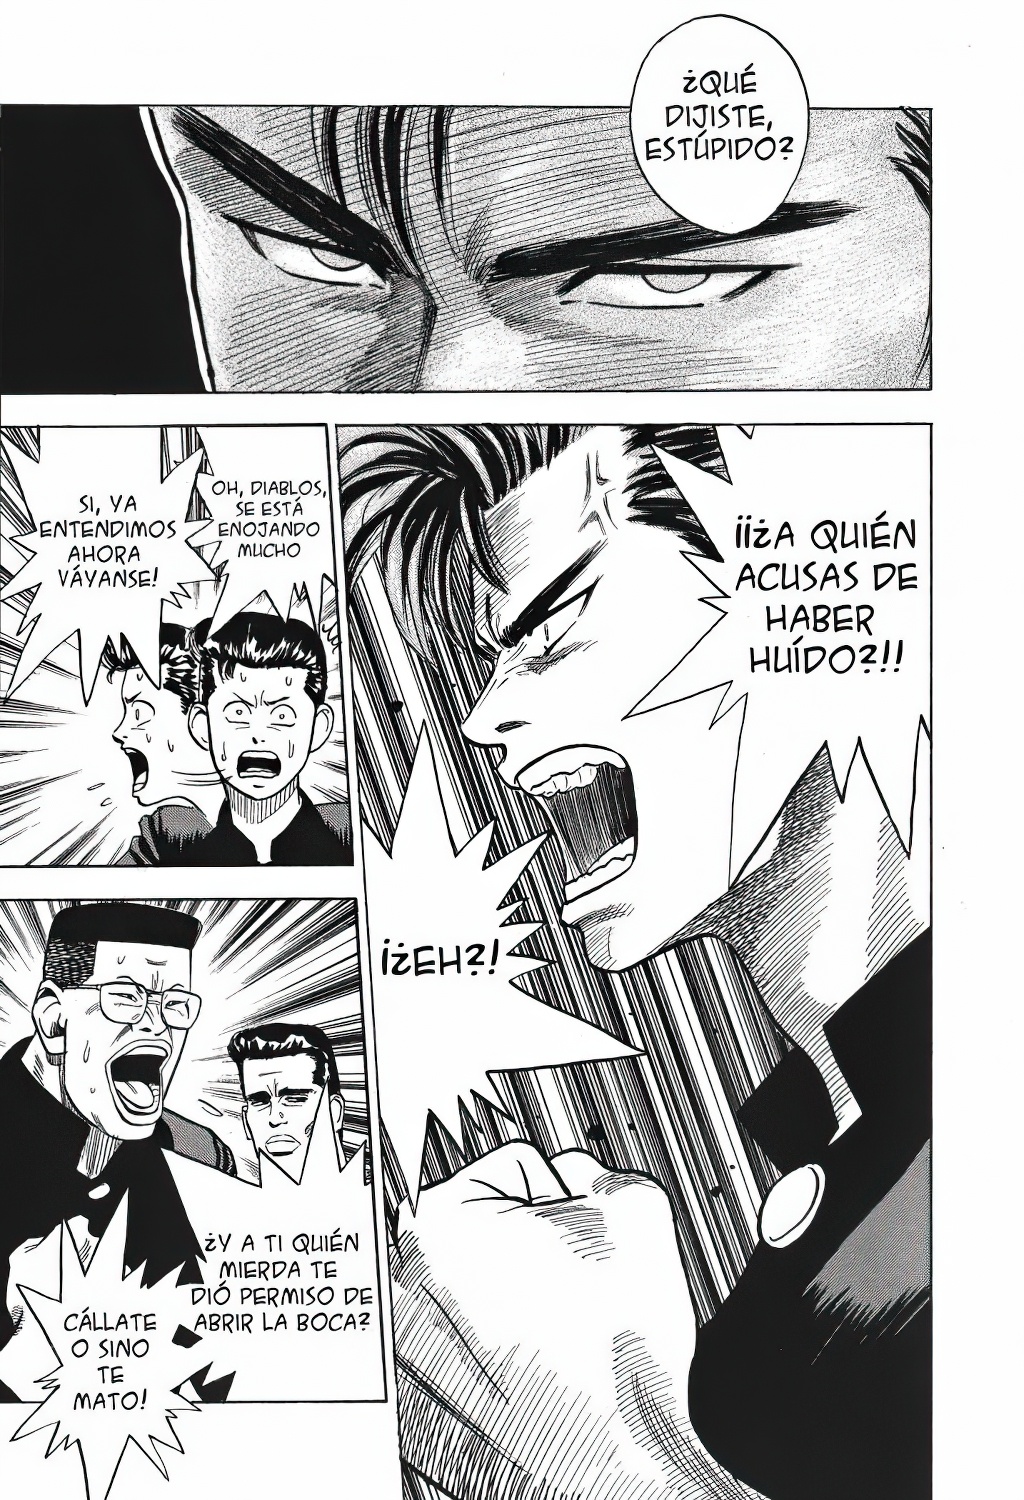 ¿QUÉ
DIJISTE,
ESTÚPIDO?
¡¡¿A QUIÉN
ACUSAS DE
HABER
HUÍDO?!!
¡¿EH?!
OH, DIABLOS,
SE ESTÁ
ENOJANDO
MUCHO
SI, YA
ENTENDIMOS
AHORA
VÁYANSE!
¿Y A TI QUIÉN
MIERDA TE
DIÓ PERMISO DE
ABRIR LA BOCA?
CÁLLATE
O SINO
TE
MATO!